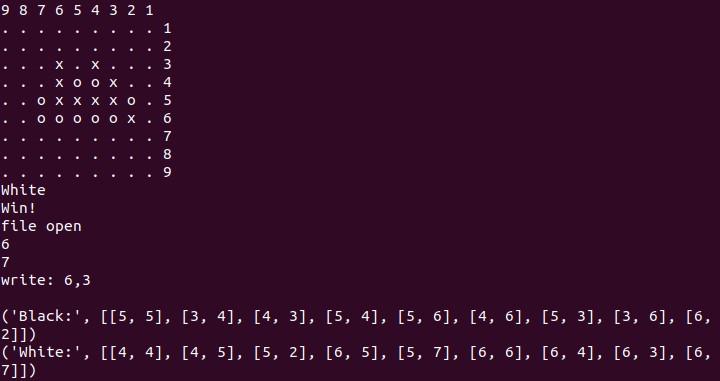 9 8 7 6 5 4 3 2 1
. . . . . . . . . 1
. . . . . . . . . 2
. . . x . x . . . 3
. . . x o o x . . 4
. . o x x x x o . 5
. . o o o o o x . 6
. . . . . . . . . 7
. . . . . . . . . 8
. . . . . . . . . 9
White
Win!
file open
6
7
write: 6,3
('Black:', [[5, 5], [3, 4], [4, 3], [5, 4], [5, 6], [4, 6], [5, 3], [3, 6], [6,
2]])
('White:', [[4, 4], [4, 5], [5, 2], [6, 5], [5, 7], [6, 6], [6, 4], [6, 3], [6,
7]])